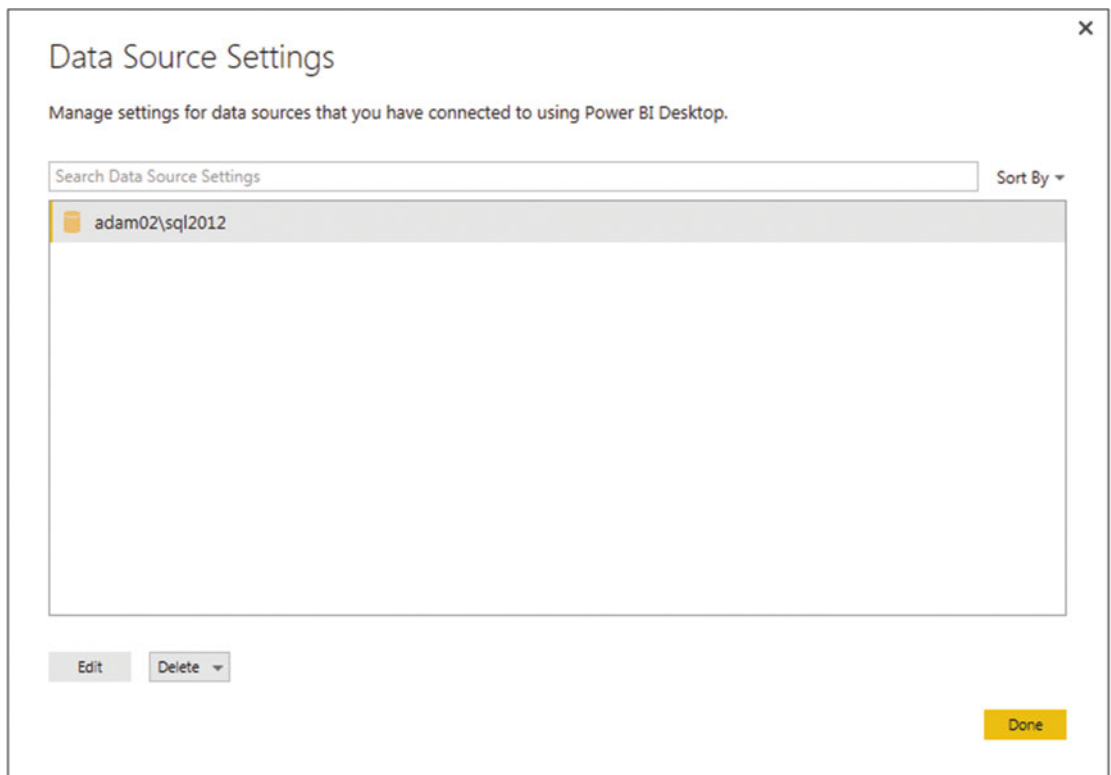 Data Source Settings
Manage settings for data sources that you have connected to using Power BI Desktop.
Search Data Source Settings
Sort By
adam02\sql2012
Edit
Delete
Done